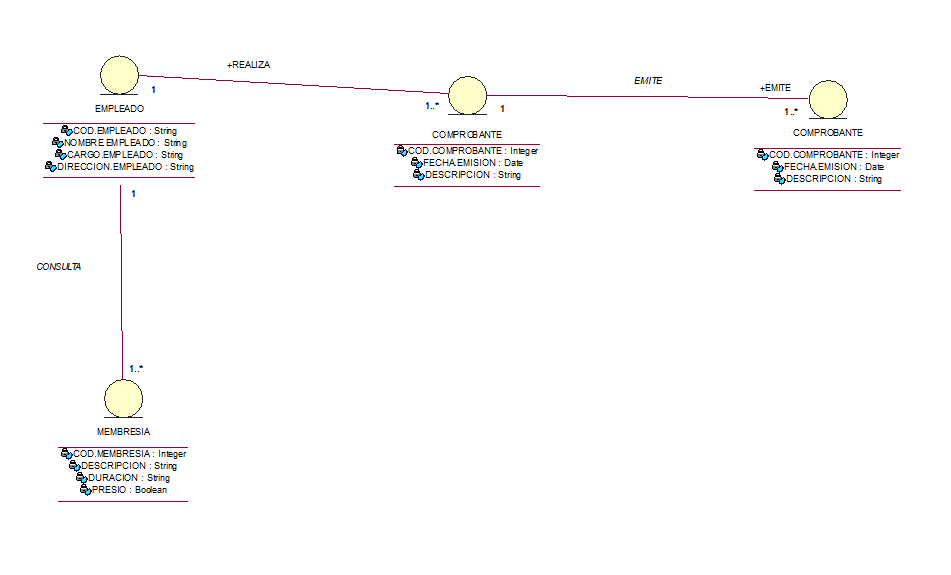 +REALIZA
1
1..*
EMPLEADO
COD.EMPLEADO : String
NOMBRE.EMPLEADO : String
CARGO.EMPLEADO : String
DIRECCION.EMPLEADO : String
COMPROBANTE
COD.COMPROBANTE : Integer
FECHA.EMISION : Date
DESCRIPCION : String
EMITE
+EMITE
1
1..*
COMPROBANTE
COD.COMPROBANTE : Integer
FECHA.EMISION : Date
DESCRIPCION : String
1
CONSULTA
1..*
MEMBRESIA
COD.MEMBRESIA : Integer
DESCRIPCION : String
DURACION : String
PRESIO : Boolean